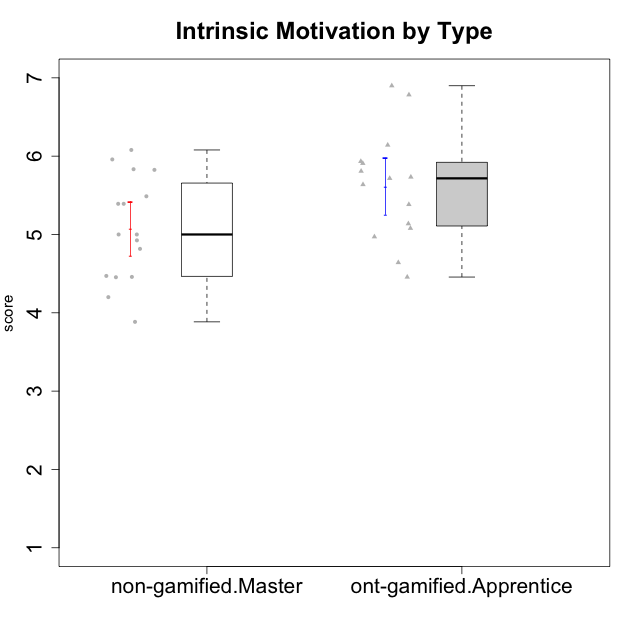 Intrinsic Motivation by Type
7
6
5
4
3
2
1
score
non-gamified.Master
ont-gamified.Apprentice